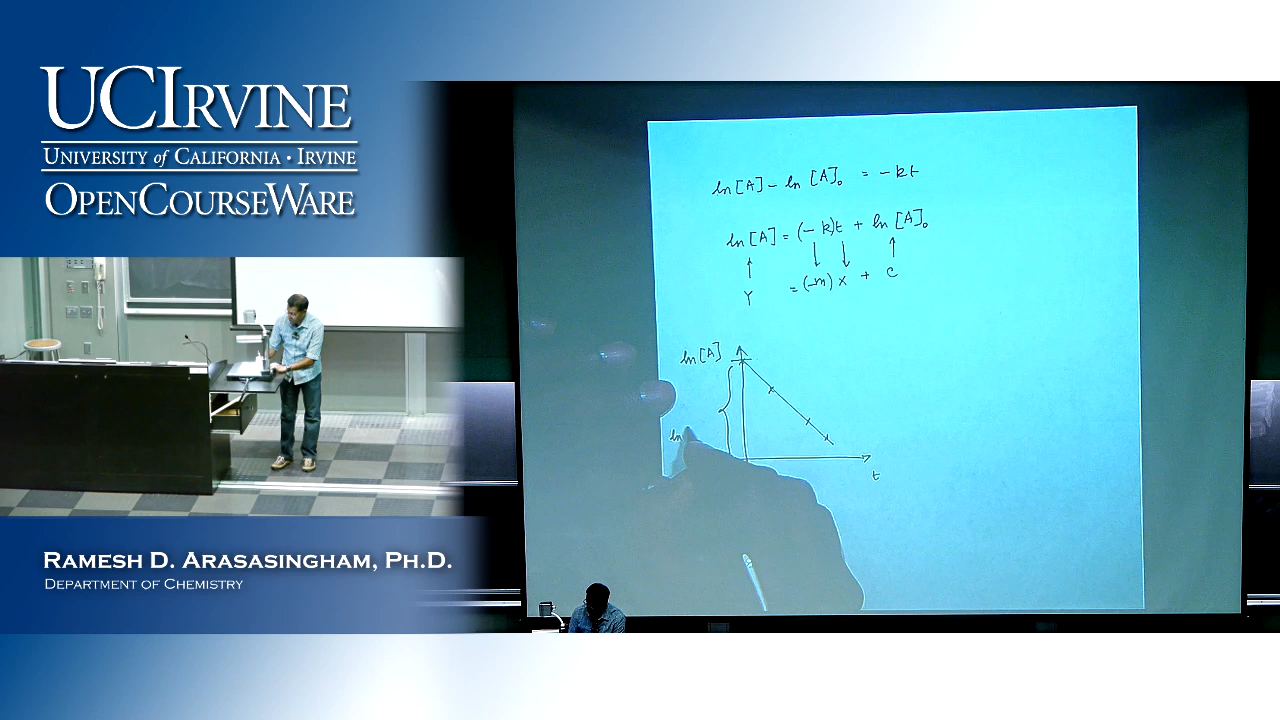 UCIRVINE
UNIVERSITY of CALIFORNIA · IRVINE
OPENCOURSEWARE
ln [A] - ln [A]₀ = - kt
ln [A] = (- k)t + ln [A]₀
Y = (-m) x + c
ln [A]
ln
t
RAMESH D. ARASASINGHAM, PH.D.
DEPARTMENT OF CHEMISTRY